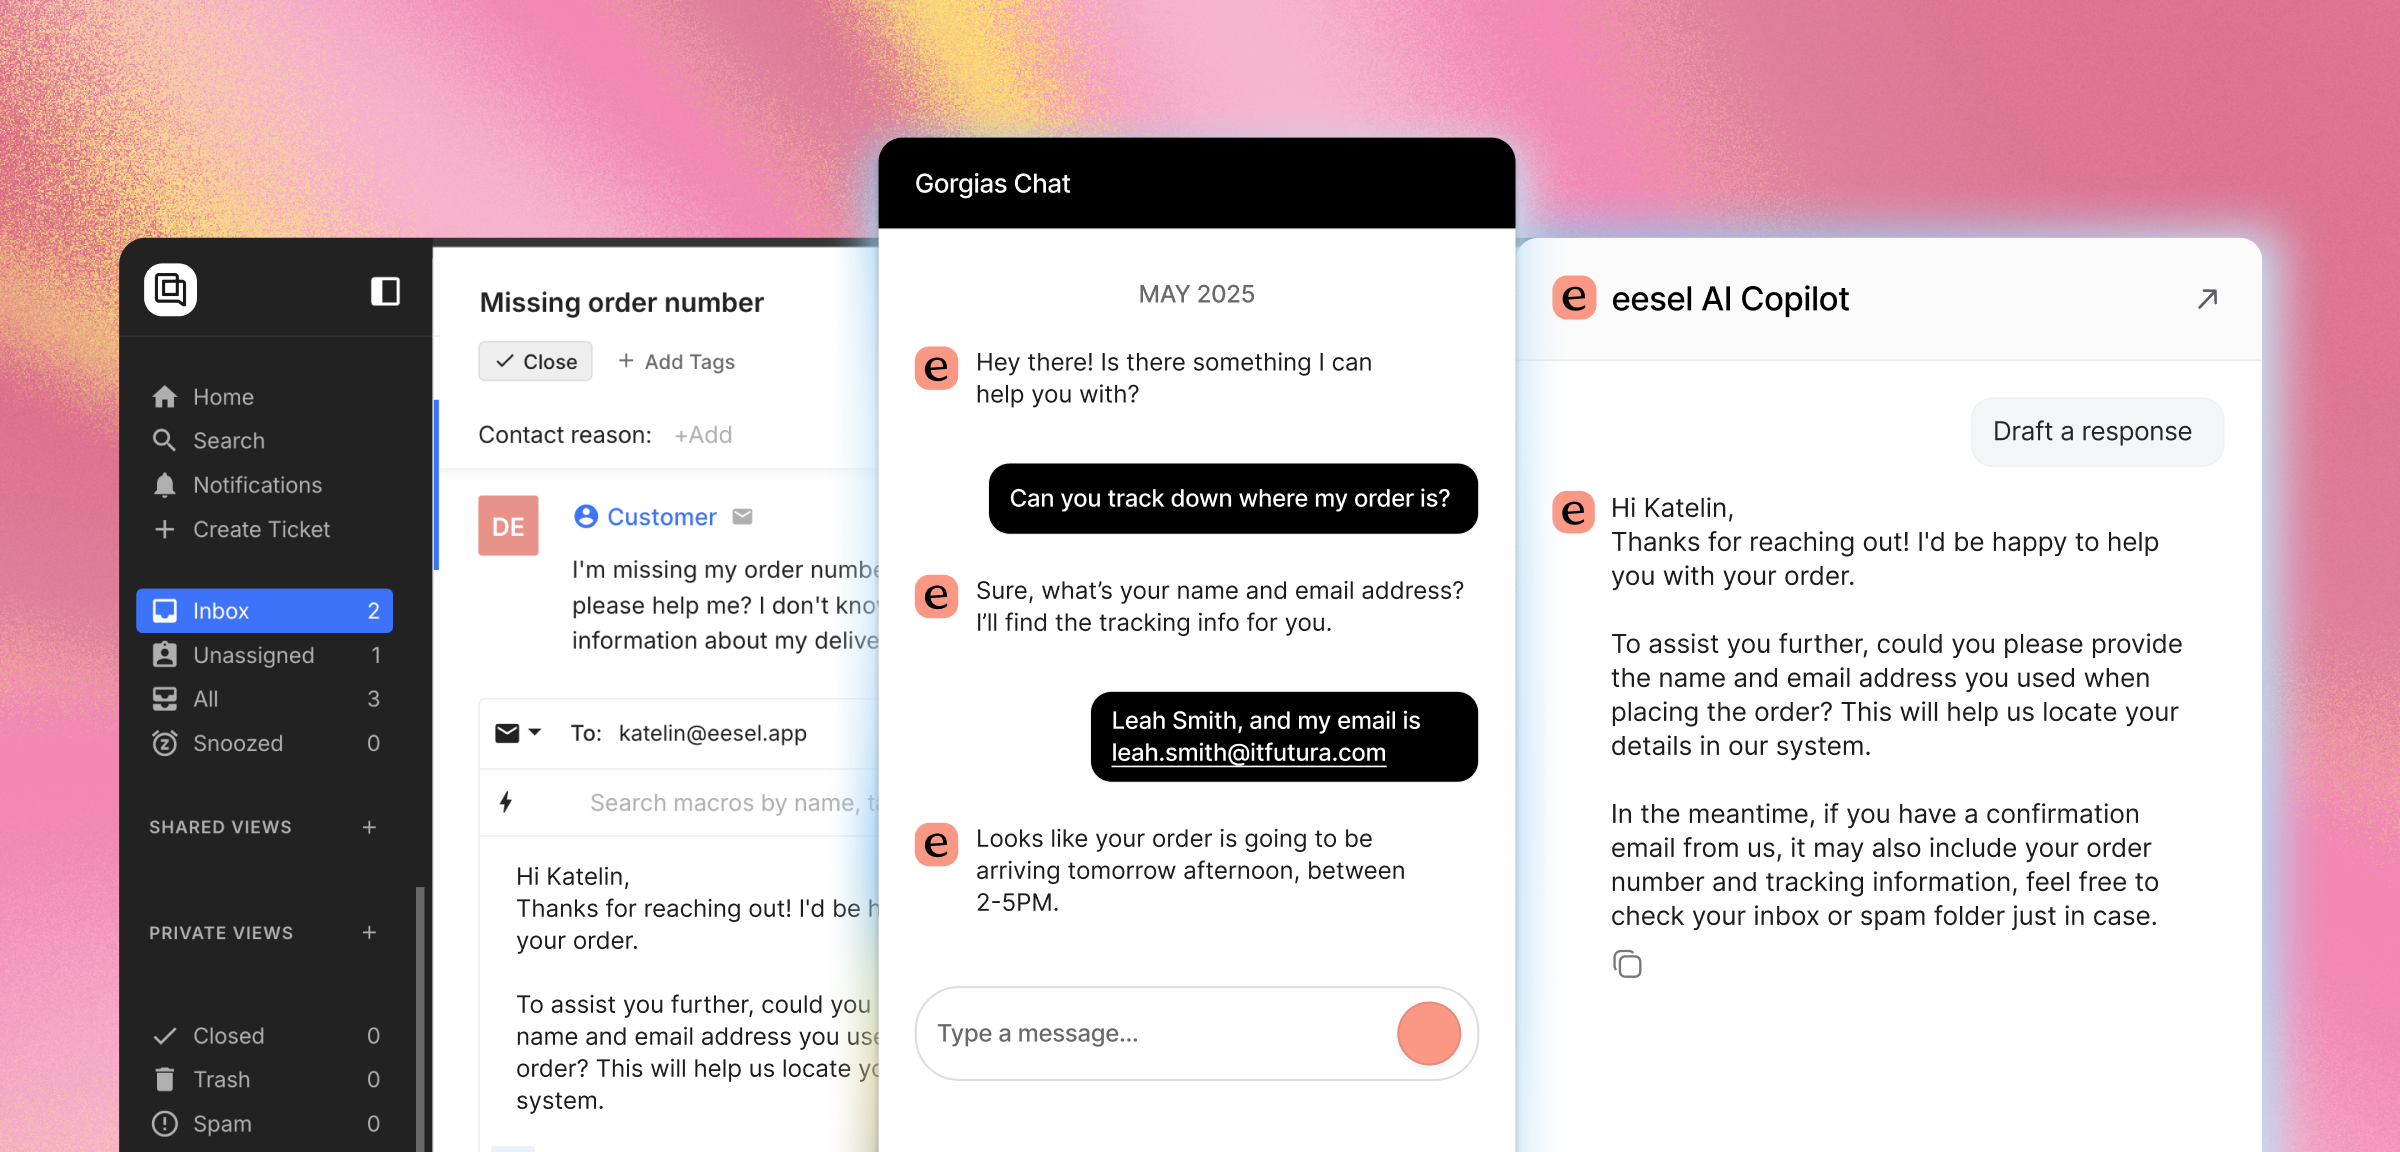 Home
Search
Notifications
Create Ticket
Inbox 2
Unassigned 1
All 3
Snoozed 0
SHARED VIEWS +
PRIVATE VIEWS +
Closed 0
Trash 0
Spam 0
Missing order number
Close + Add Tags
Contact reason: +Add
DE
Customer
I'm missing my order numbe
please help me? I don't kno
information about my delive
To: katelin@eesel.app
Search macros by name, ta
Hi Katelin,
Thanks for reaching out! I'd be h
your order.
To assist you further, could you
name and email address you use
order? This will help us locate yo
system.
Gorgias Chat
MAY 2025
e Hey there! Is there something I can
help you with?
Can you track down where my order is?
e Sure, what's your name and email address?
I'll find the tracking info for you.
Leah Smith, and my email is
leah.smith@itfutura.com
e Looks like your order is going to be
arriving tomorrow afternoon, between
2-5PM.
Type a message...
e eesel AI Copilot
Draft a response
e Hi Katelin,
Thanks for reaching out! I'd be happy to help
you with your order.
To assist you further, could you please provide
the name and email address you used when
placing the order? This will help us locate your
details in our system.
In the meantime, if you have a confirmation
email from us, it may also include your order
number and tracking information, feel free to
check your inbox or spam folder just in case.